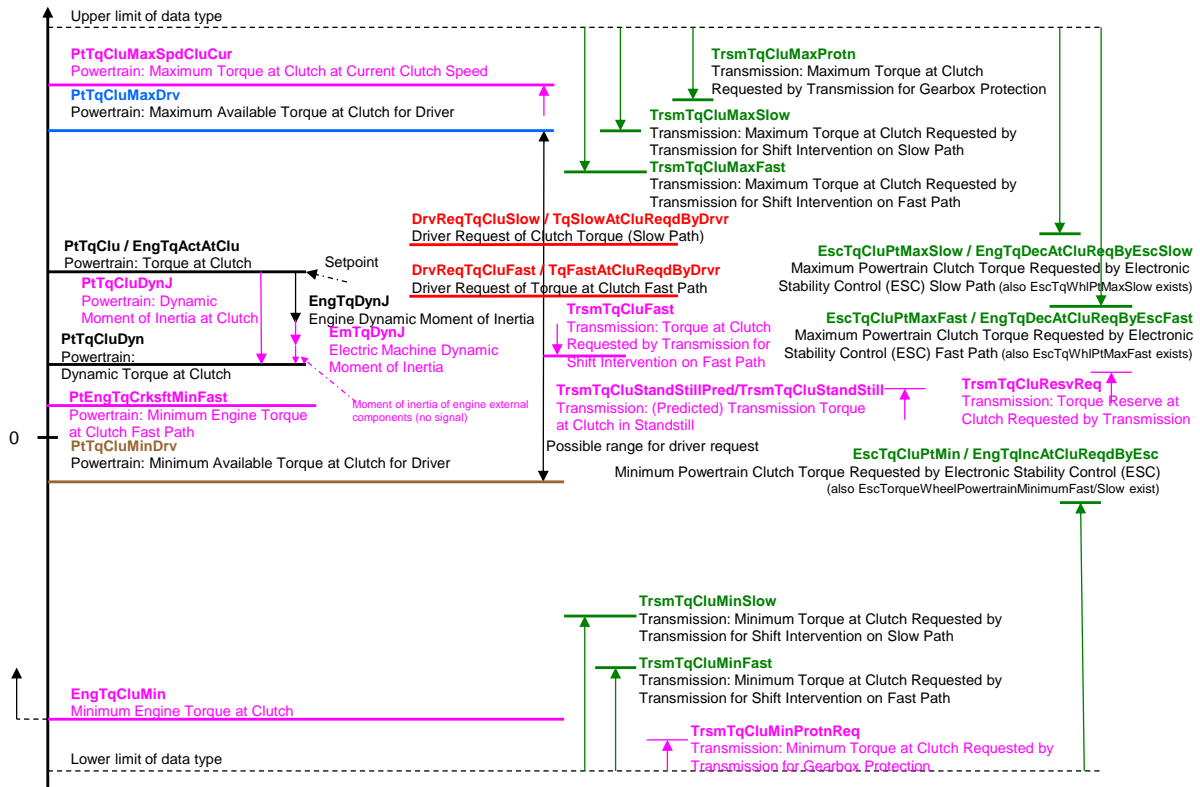 Upper limit of data type
PtTqCluMaxSpdCluCur
Powertrain: Maximum Torque at Clutch at Current Clutch Speed
PtTqCluMaxDrv
Powertrain: Maximum Available Torque at Clutch for Driver
TrsmTqCluMaxProtn
Transmission: Maximum Torque at Clutch
Requested by Transmission for Gearbox Protection
TrsmTqCluMaxSlow
Transmission: Maximum Torque at Clutch Requested by
Transmission for Shift Intervention on Slow Path
TrsmTqCluMaxFast
Transmission: Maximum Torque at Clutch Requested by
Transmission for Shift Intervention on Fast Path
DrvReqTqCluSlow / TqSlowAtCluReqdByDrvr
Driver Request of Clutch Torque (Slow Path)
PtTqClu / EngTqActAtClu
Powertrain: Torque at Clutch
Setpoint
DrvReqTqCluFast / TqFastAtCluReqdByDrvr
Driver Request of Torque at Clutch Fast Path
EscTqCluPtMaxSlow / EngTqDecAtCluReqByEscSlow
Maximum Powertrain Clutch Torque Requested by Electronic
Stability Control (ESC) Slow Path (also EscTqWhlPtMaxSlow exists)
PtTqCluDynJ
Powertrain: Dynamic
Moment of Inertia at Clutch
EngTqDynJ
Engine Dynamic Moment of Inertia
EmTqDynJ
Electric Machine Dynamic
Moment of Inertia
TrsmTqCluFast
Transmission: Torque at Clutch
Requested by Transmission for
Shift Intervention on Fast Path
EscTqCluPtMaxFast / EngTqDecAtCluReqByEscFast
Maximum Powertrain Clutch Torque Requested by Electronic
Stability Control (ESC) Fast Path (also EscTqWhlPtMaxFast exists)
PtTqCluDyn
Powertrain:
Dynamic Torque at Clutch
PtEngTqCrksftMinFast
Powertrain: Minimum Engine Torque
at Clutch Fast Path
Moment of inertia of engine external
components (no signal)
TrsmTqCluStandStillPred/TrsmTqCluStandStill
Transmission: (Predicted) Transmission Torque
at Clutch in Standstill
TrsmTqCluResvReq
Transmission: Torque Reserve at
Clutch Requested by Transmission
0
PtTqCluMinDrv
Powertrain: Minimum Available Torque at Clutch for Driver
Possible range for driver request
EscTqCluPtMin / EngTqIncAtCluReqdByEsc
Minimum Powertrain Clutch Torque Requested by Electronic Stability Control (ESC)
(also EscTorqueWheelPowertrainMinimumFast/Slow exist)
TrsmTqCluMinSlow
Transmission: Minimum Torque at Clutch Requested by
Transmission for Shift Intervention on Slow Path
TrsmTqCluMinFast
Transmission: Minimum Torque at Clutch Requested by
Transmission for Shift Intervention on Fast Path
EngTqCluMin
Minimum Engine Torque at Clutch
TrsmTqCluMinProtnReq
Transmission: Minimum Torque at Clutch Requested by
Transmission for Gearbox Protection
Lower limit of data type